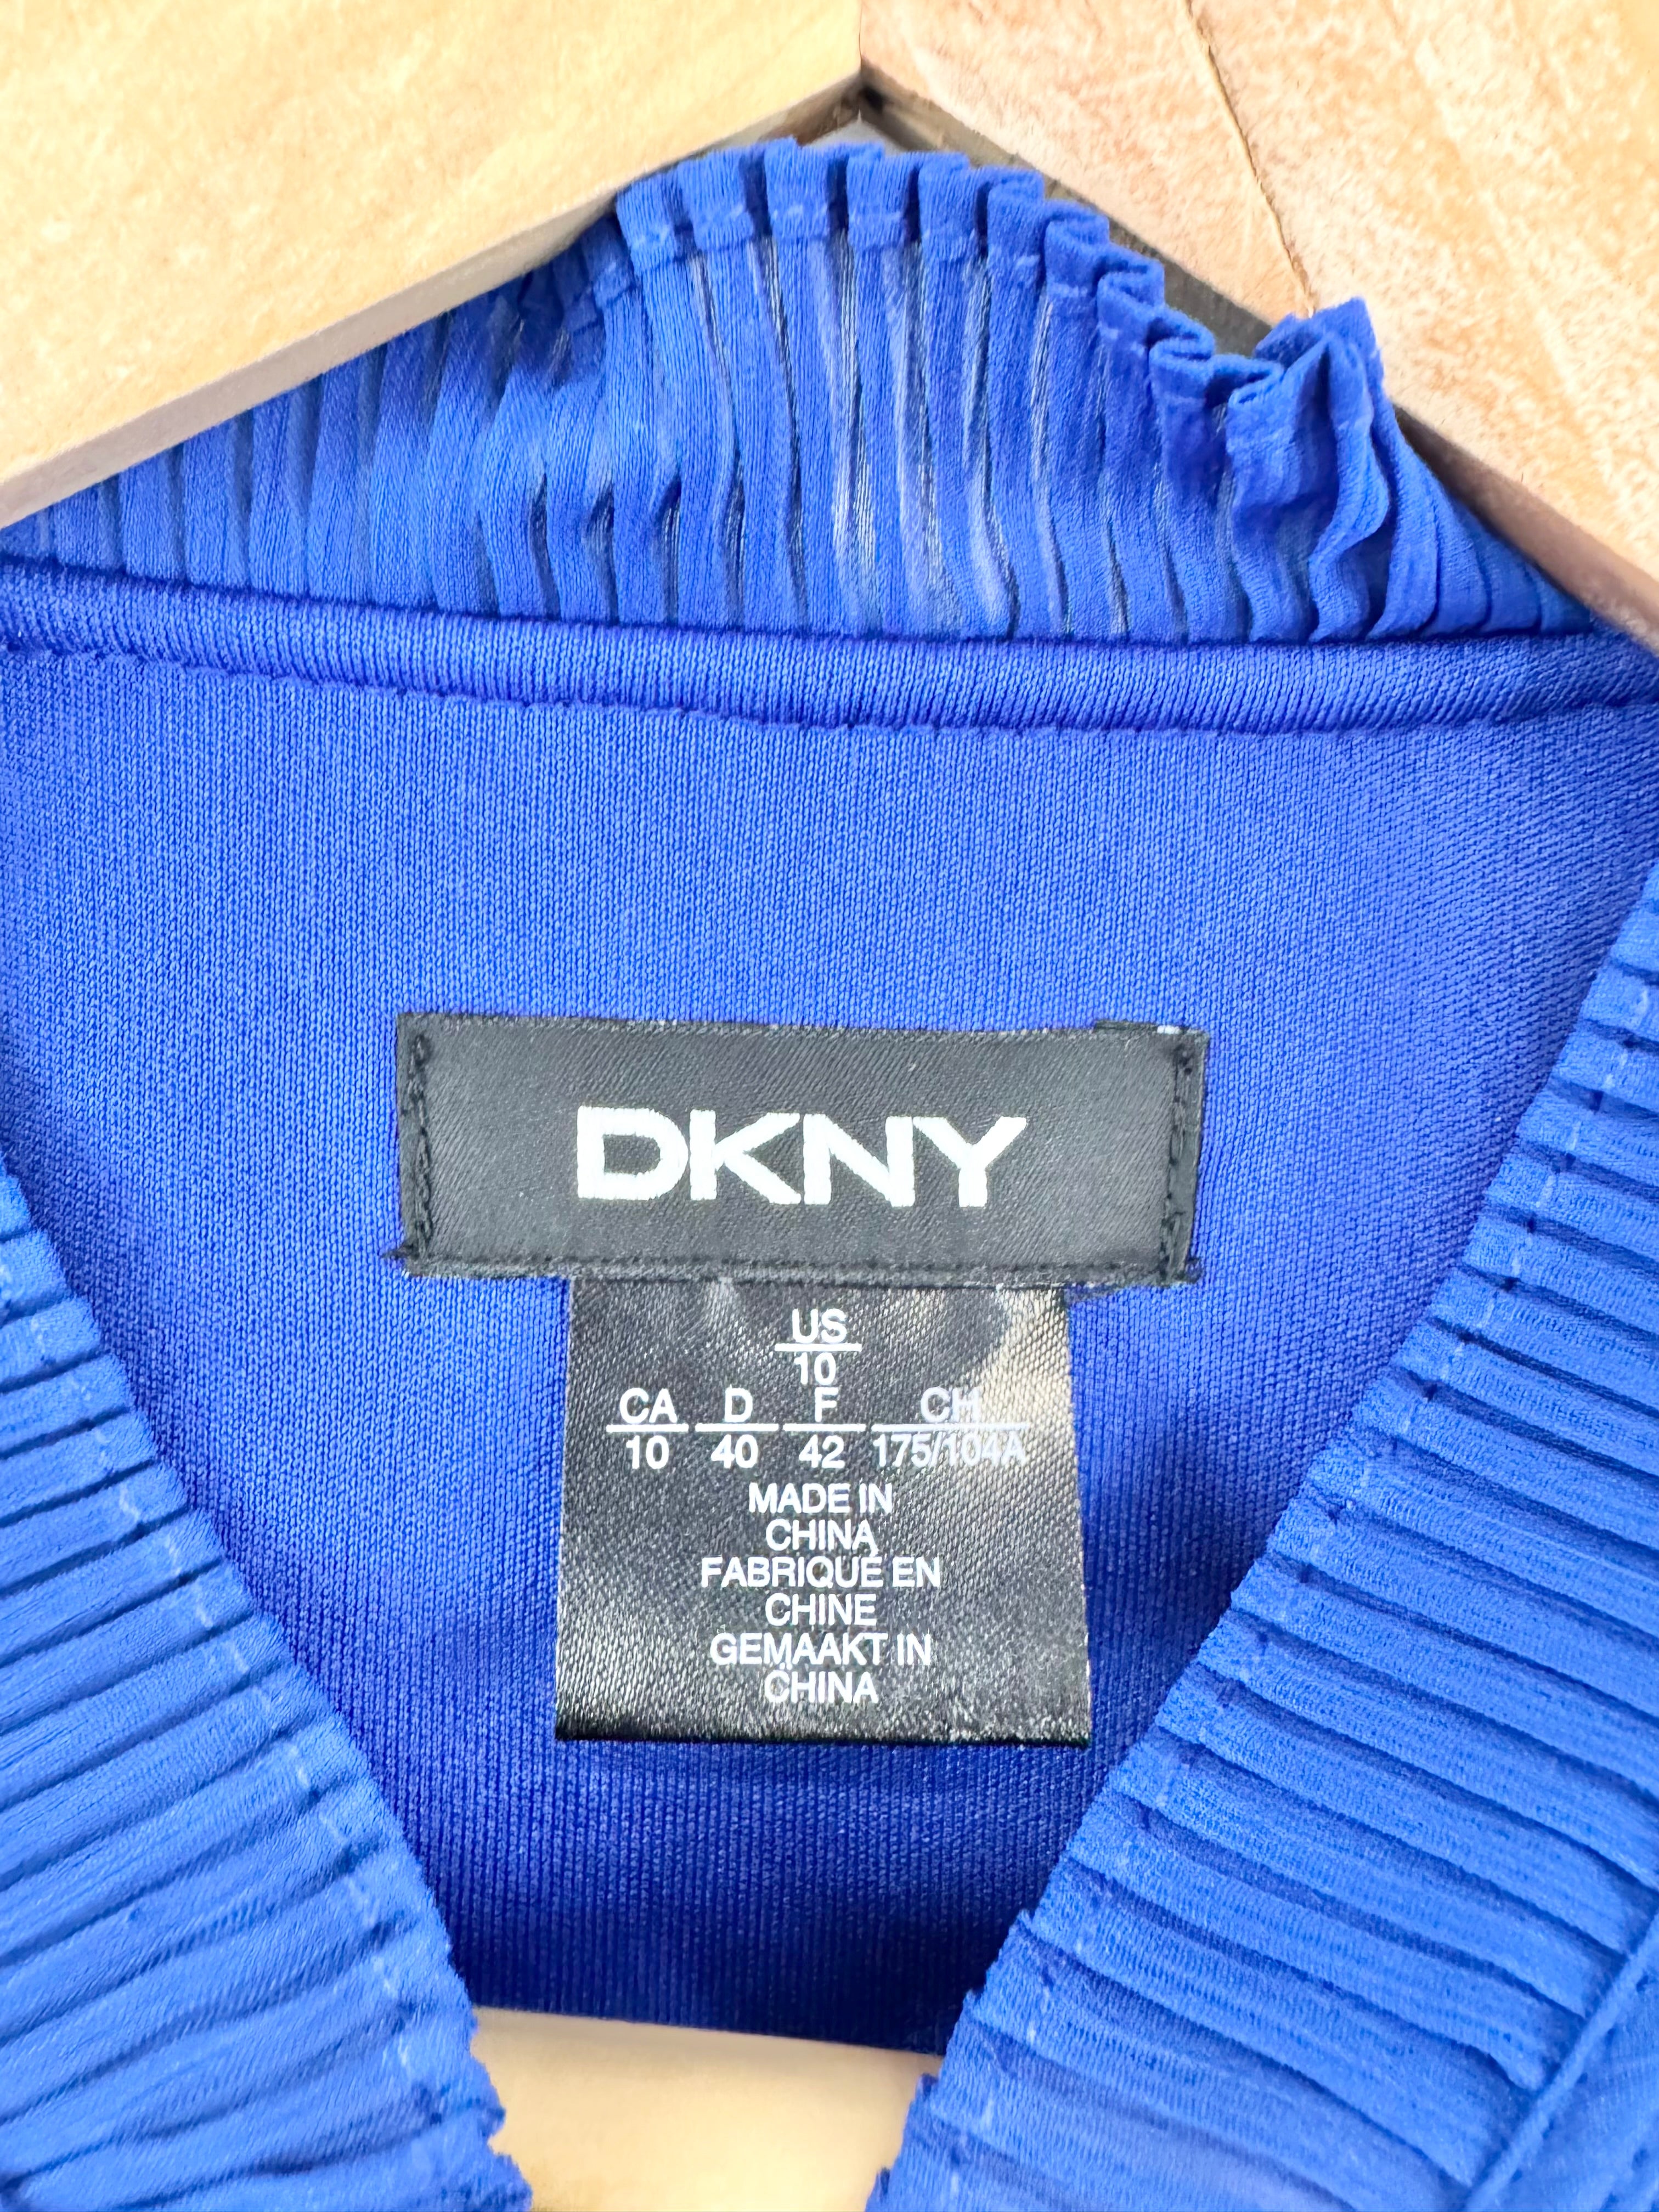 DKNY
US
10
CA D F CH
10 40 42 175/104A
MADE IN
CHINA
FABRIQUÉ EN
CHINE
GEMAAKT IN
CHINA